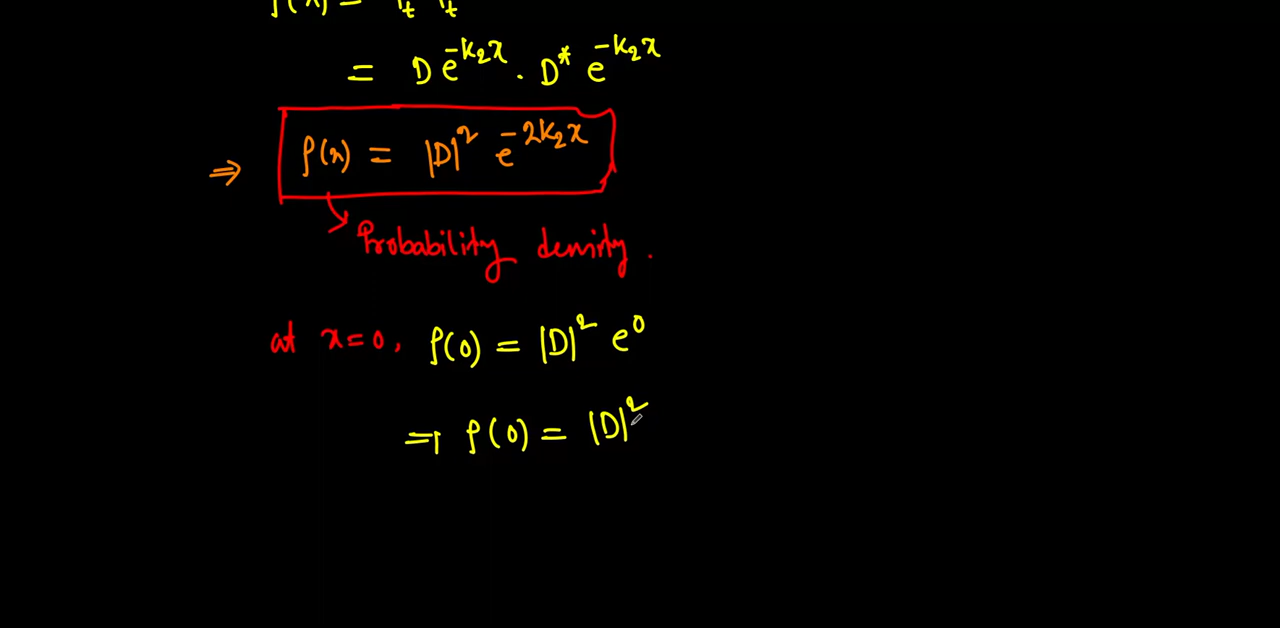 = D e^{-k₂x} . D* e^{-k₂x}
⇒ ρ(x) = |D|² e^{-2k₂x}
Probability density.
at x=0, ρ(0) = |D|² e⁰
⇒ ρ(0) = |D|²